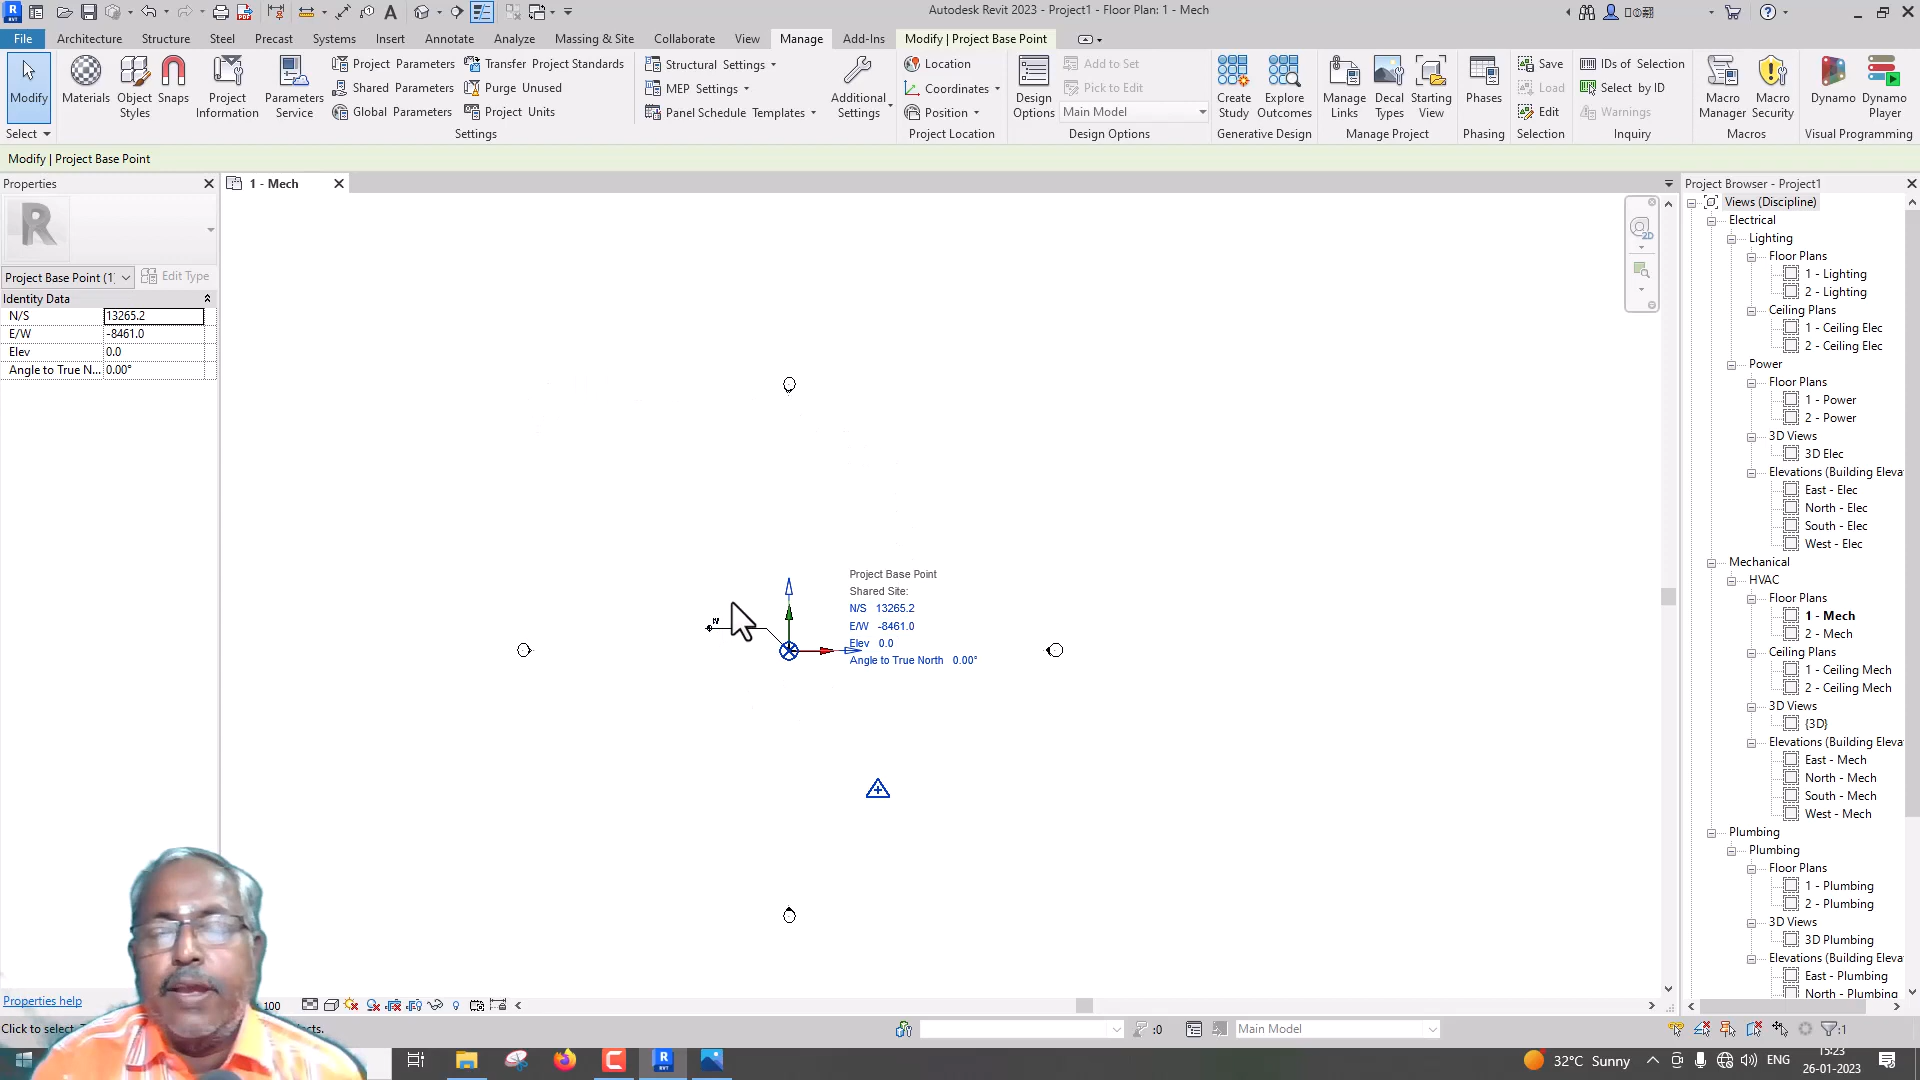 Autodesk Revit 2023 - Project1 - Floor Plan: 1 - Mech
File Architecture Structure Steel Precast Systems Insert Annotate Analyze Massing & Site Collaborate View Manage Add-Ins Modify | Project Base Point
Modify
Select
Materials
Object Styles
Snaps
Project Information
Parameters Service
Project Parameters
Shared Parameters
Global Parameters
Transfer Project Standards
Purge Unused
Project Units
Settings
Structural Settings
MEP Settings
Panel Schedule Templates
Additional Settings
Location
Coordinates
Position
Project Location
Design Options
Add to Set
Pick to Edit
Main Model
Design Options
Create Study
Explore Outcomes
Generative Design
Manage Links
Decal Types
Starting View
Manage Project
Phases
Phasing
Save
Load
Edit
Selection
IDs of Selection
Select by ID
Warnings
Inquiry
Macro Manager
Macro Security
Macros
Dynamo
Dynamo Player
Visual Programming
Modify | Project Base Point
Properties
R
Project Base Point (1
Edit Type
Identity Data
N/S 13265.2
E/W -8461.0
Elev 0.0
Angle to True N... 0.00°
Properties help
1 - Mech
Project Base Point
Shared Site:
N/S 13265.2
E/W -8461.0
Elev 0.0
Angle to True North 0.00°
Project Browser - Project1
Views (Discipline)
Electrical
Lighting
Floor Plans
1 - Lighting
2 - Lighting
Ceiling Plans
1 - Ceiling Elec
2 - Ceiling Elec
Power
Floor Plans
1 - Power
2 - Power
3D Views
3D Elec
Elevations (Building Eleva
East - Elec
North - Elec
South - Elec
West - Elec
Mechanical
HVAC
Floor Plans
1 - Mech
2 - Mech
Ceiling Plans
1 - Ceiling Mech
2 - Ceiling Mech
3D Views
{3D}
Elevations (Building Eleva
East - Mech
North - Mech
South - Mech
West - Mech
Plumbing
Plumbing
Floor Plans
1 - Plumbing
2 - Plumbing
3D Views
3D Plumbing
Elevations (Building Eleva
East - Plumbing
North - Plumbing
100
Click to select,
:0
Main Model
:1
32°C Sunny
ENG
15:23
26-01-2023